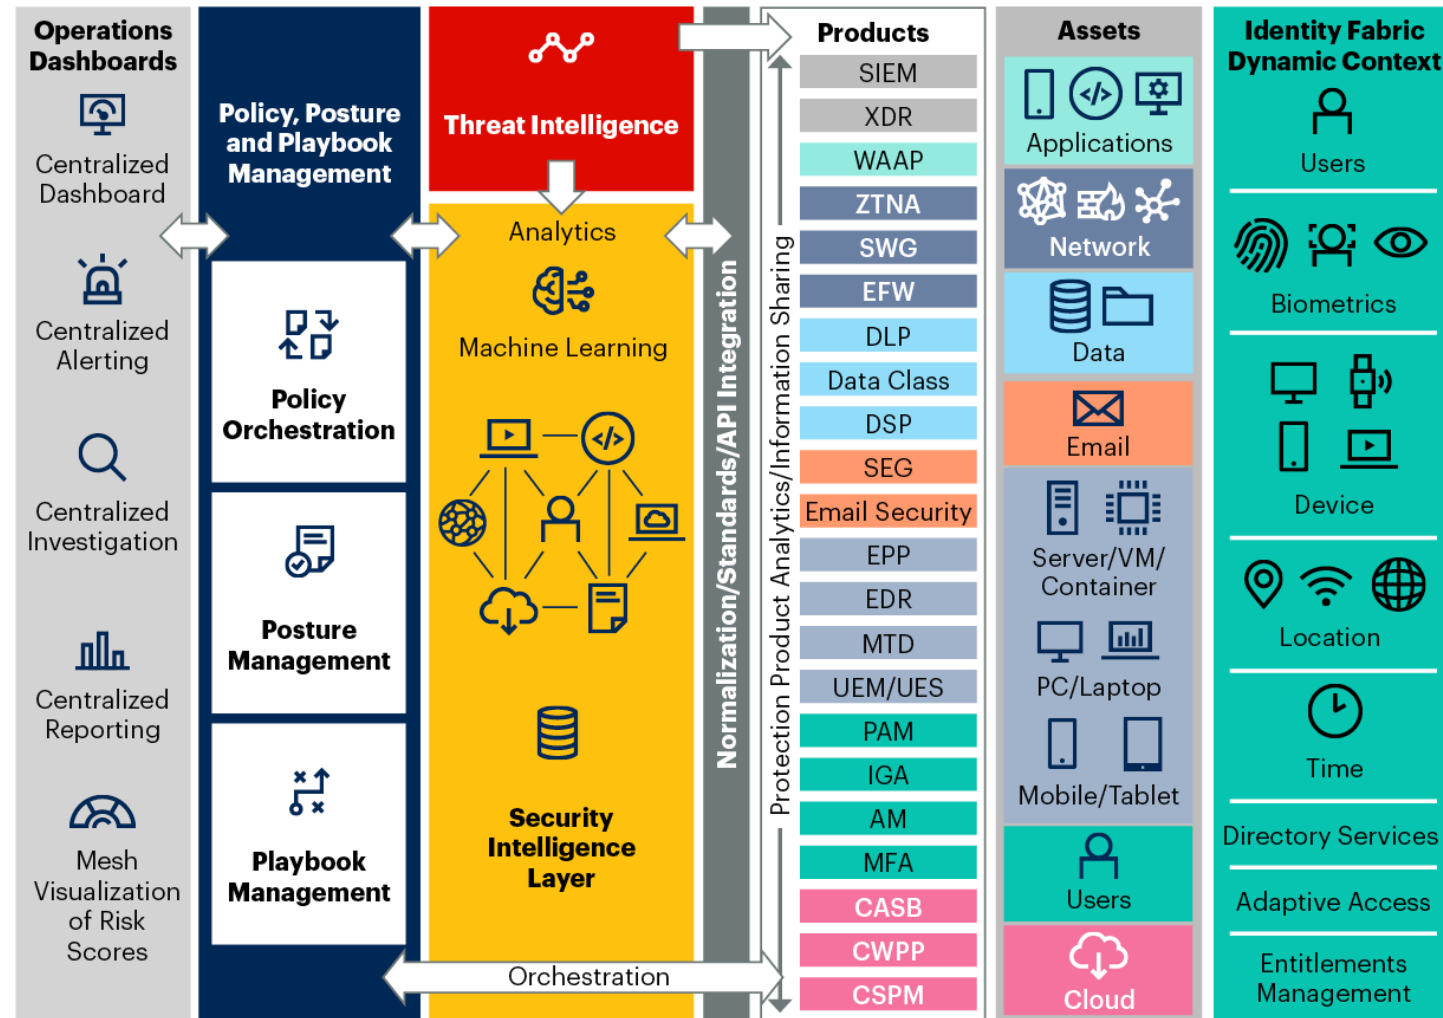 Operations
Dashboards
Centralized
Dashboard
Centralized
Alerting
Centralized
Investigation
Centralized
Reporting
Mesh
Visualization
of Risk
Scores
Policy, Posture
and Playbook
Management
Policy
Orchestration
Posture
Management
Playbook
Management
Threat Intelligence
Analytics
Machine Learning
Security
Intelligence
Layer
Orchestration
Normalization/Standards/API Integration
Protection Product Analytics/Information Sharing
Products
SIEM
XDR
WAAP
ZTNA
SWG
EFW
DLP
Data Class
DSP
SEG
Email Security
EPP
EDR
MTD
UEM/UES
PAM
IGA
AM
MFA
CASB
CWPP
CSPM
Assets
Applications
Network
Data
Email
Server/VM/
Container
PC/Laptop
Mobile/Tablet
Users
Cloud
Identity Fabric
Dynamic Context
Users
Biometrics
Device
Location
Time
Directory Services
Adaptive Access
Entitlements
Management